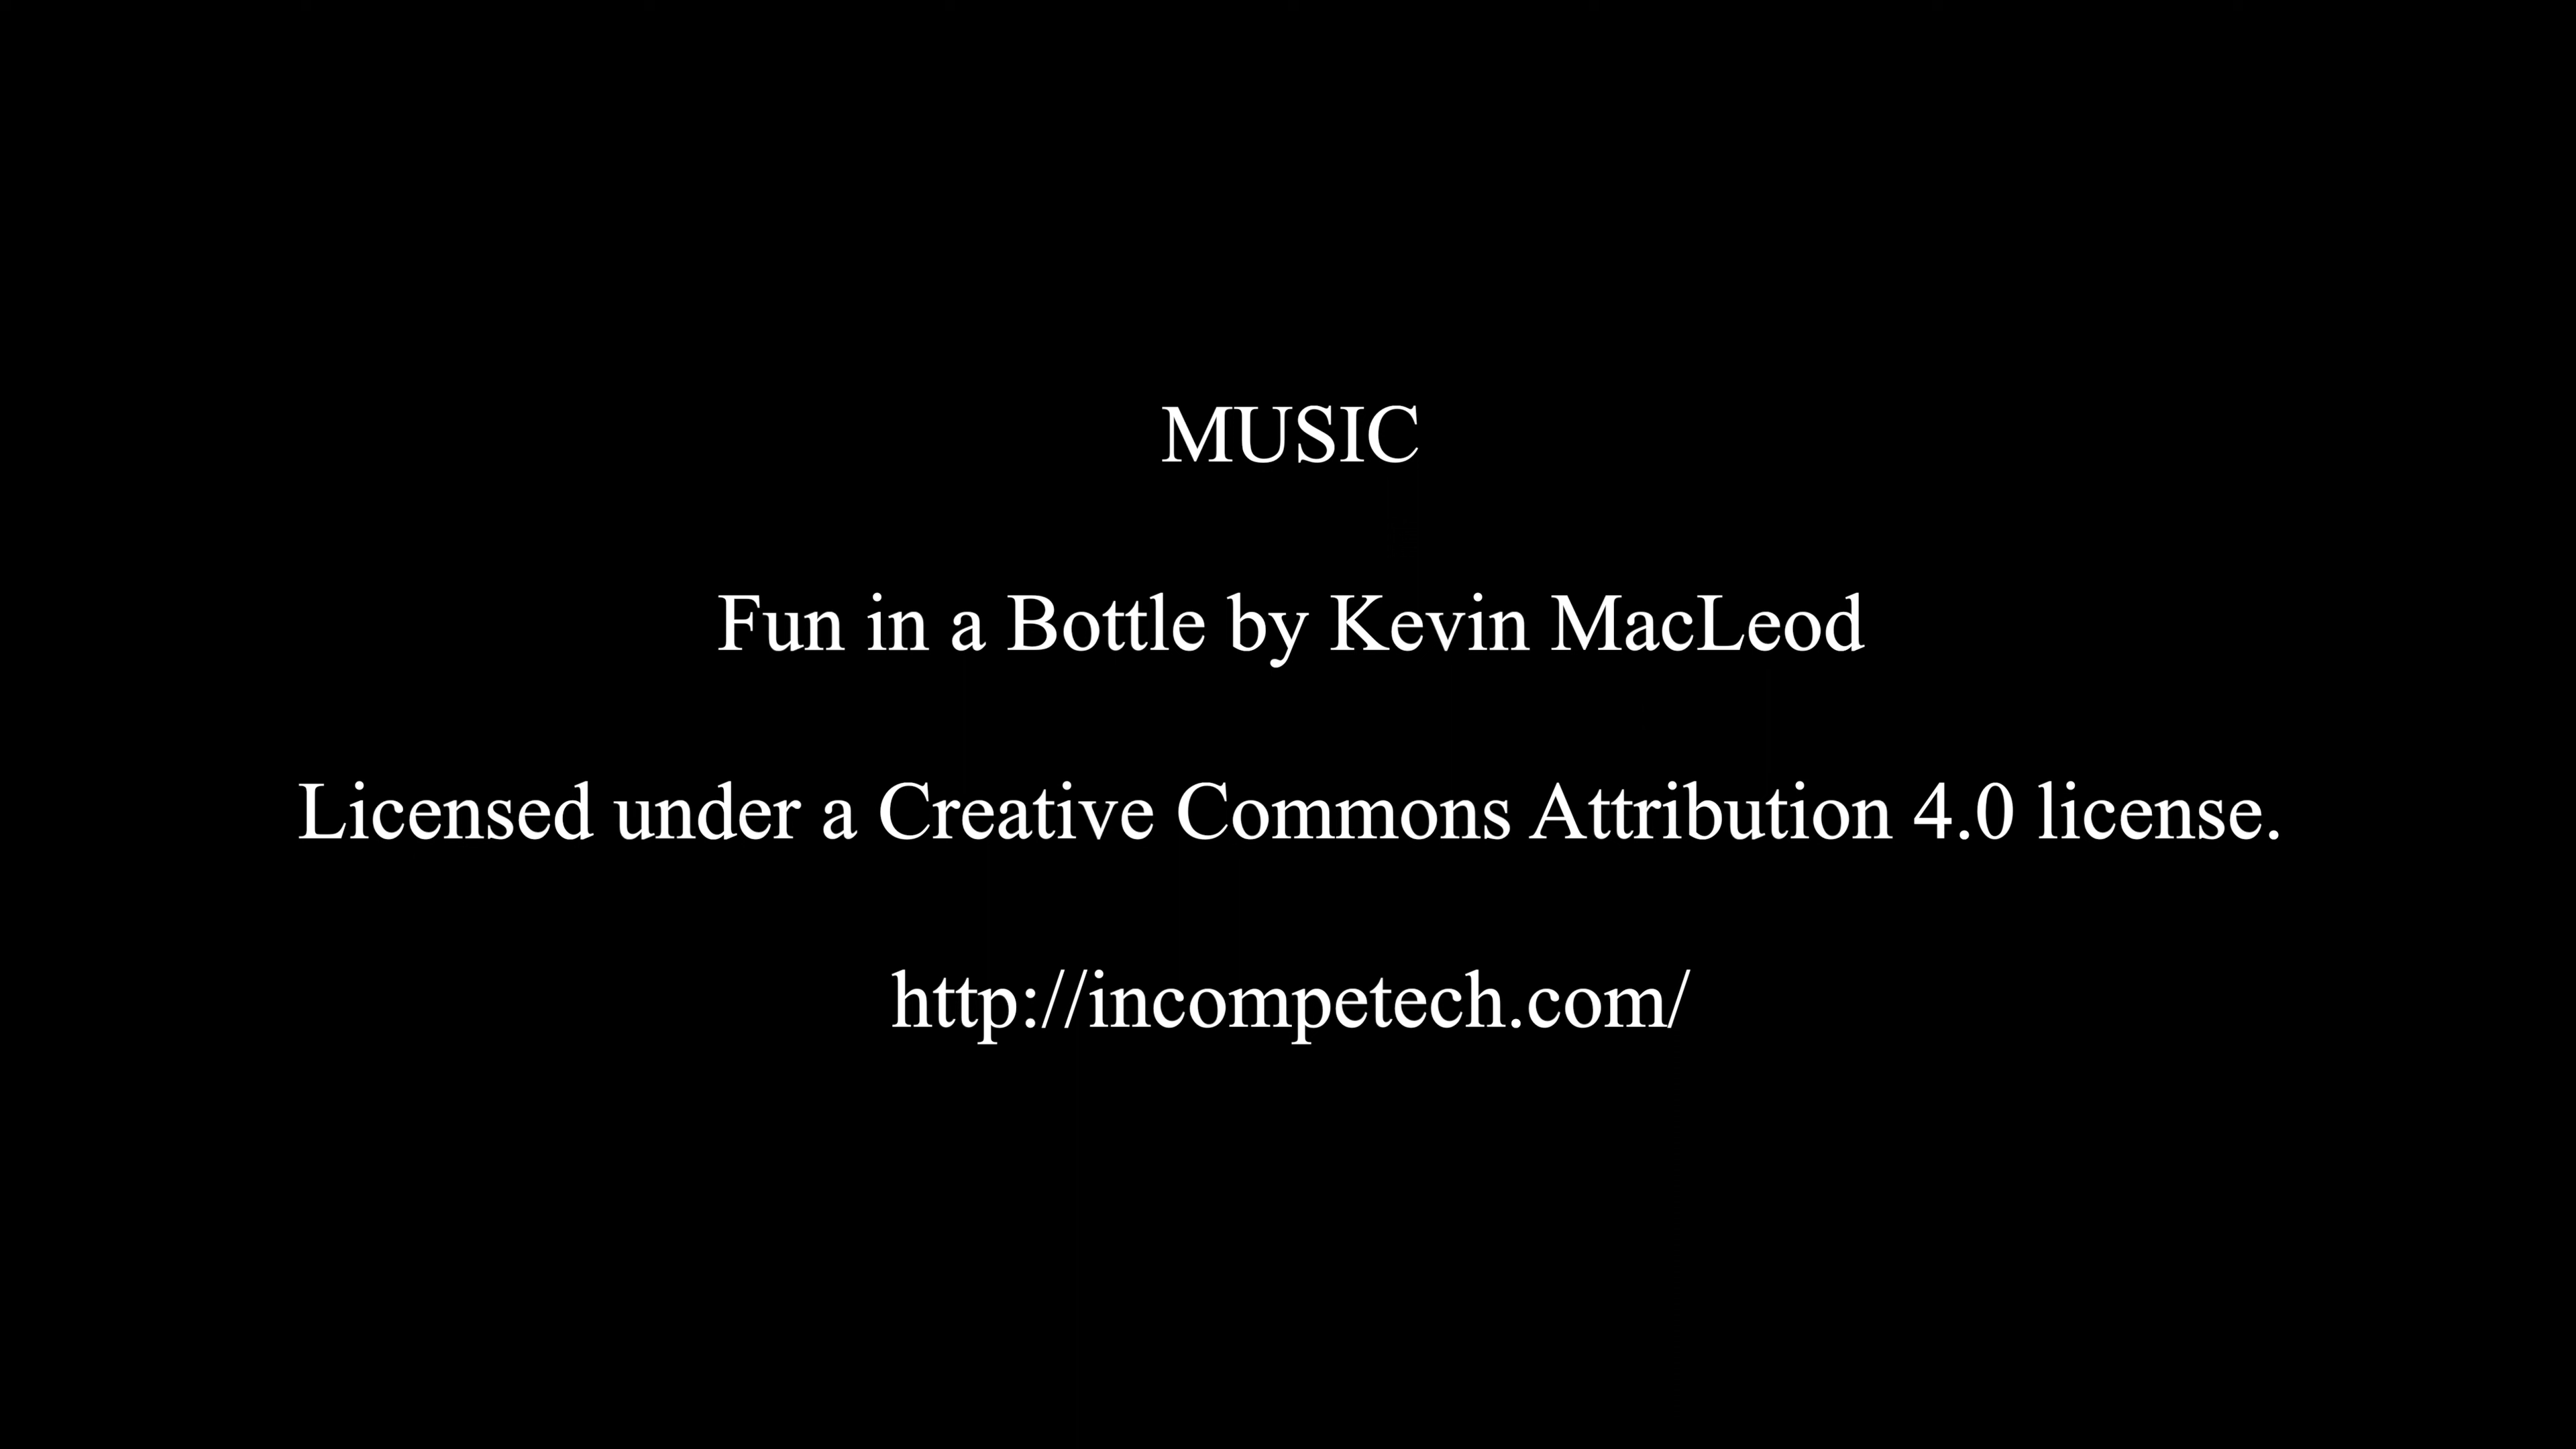 MUSIC
Fun in a Bottle by Kevin MacLeod
Licensed under a Creative Commons Attribution 4.0 license.
http://incompetech.com/